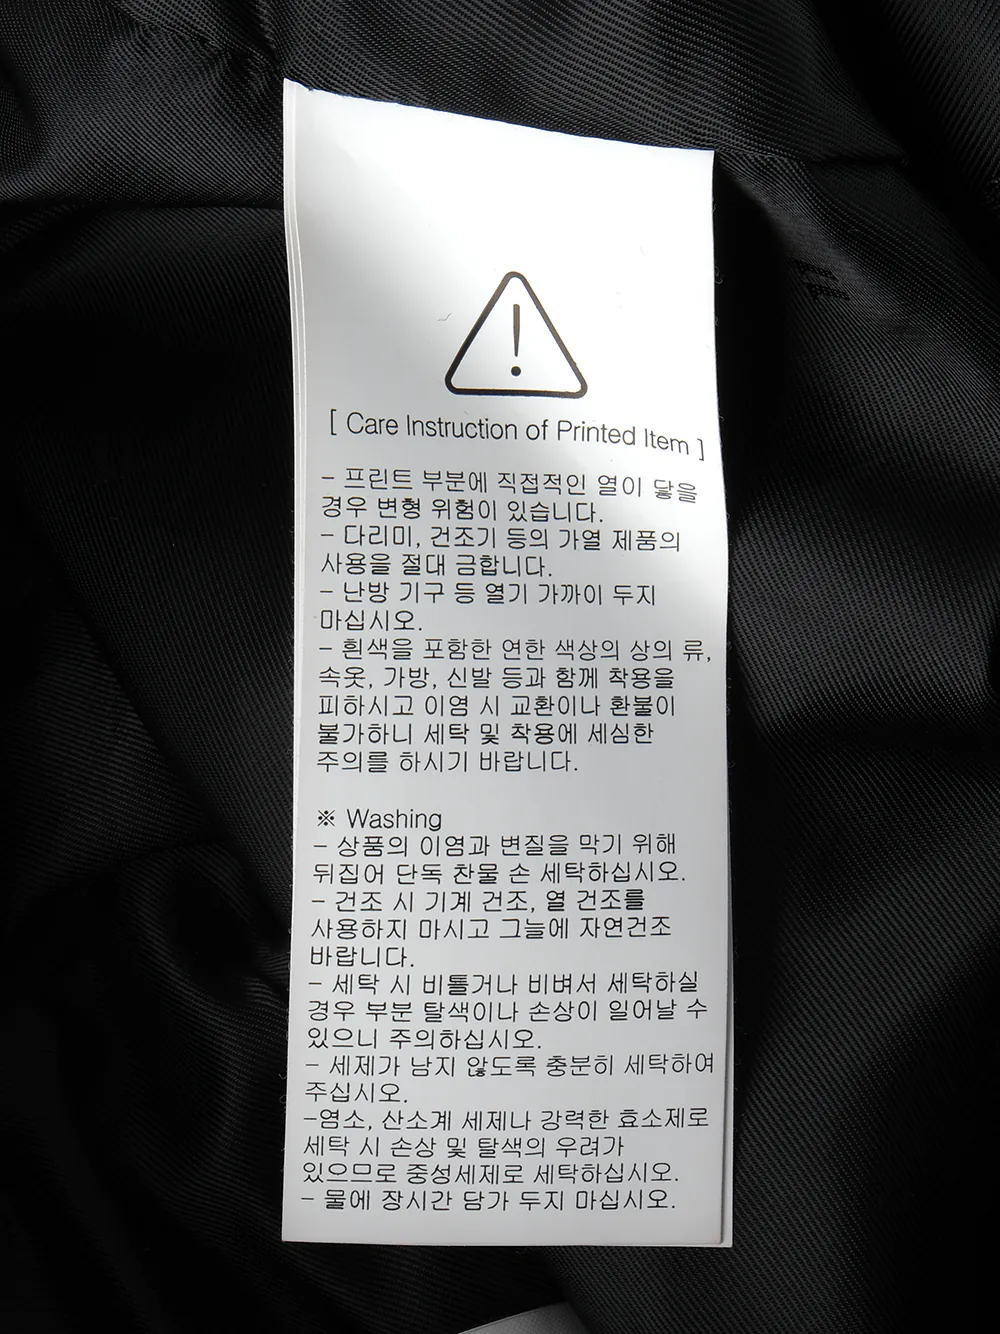 [ Care Instruction of Printed Item ]
- 프린트 부분에 직접적인 열이 닿을
경우 변형 위험이 있습니다.
- 다리미, 건조기 등의 가열 제품의
사용을 절대 금합니다.
- 난방 기구 등 열기 가까이 두지
마십시오.
- 흰색을 포함한 연한 색상의 상의 류,
속옷, 가방, 신발 등과 함께 착용을
피하시고 이염 시 교환이나 환불이
불가하니 세탁 및 착용에 세심한
주의를 하시기 바랍니다.
※ Washing
- 상품의 이염과 변질을 막기 위해
뒤집어 단독 찬물 손 세탁하십시오.
- 건조 시 기계 건조, 열 건조를
사용하지 마시고 그늘에 자연건조
바랍니다.
- 세탁 시 비틀거나 비벼서 세탁하실
경우 부분 탈색이나 손상이 일어날 수
있으니 주의하십시오.
- 세제가 남지 않도록 충분히 세탁하여
주십시오.
-염소, 산소계 세제나 강력한 효소제로
세탁 시 손상 및 탈색의 우려가
있으므로 중성세제로 세탁하십시오.
- 물에 장시간 담가 두지 마십시오.